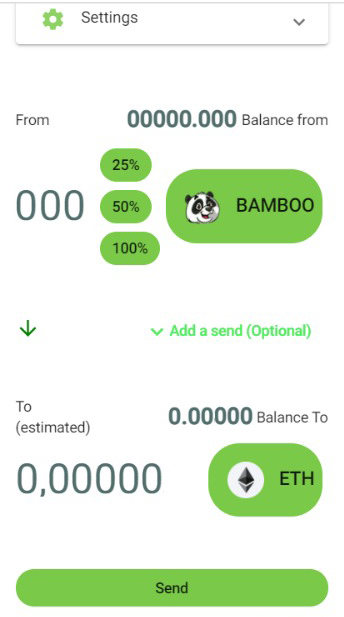 Settings
From
00000.000 Balance from
000
25%
50%
100%
BAMBOO
Add a send (Optional)
To
(estimated)
0.00000 Balance To
0,00000
ETH
Send